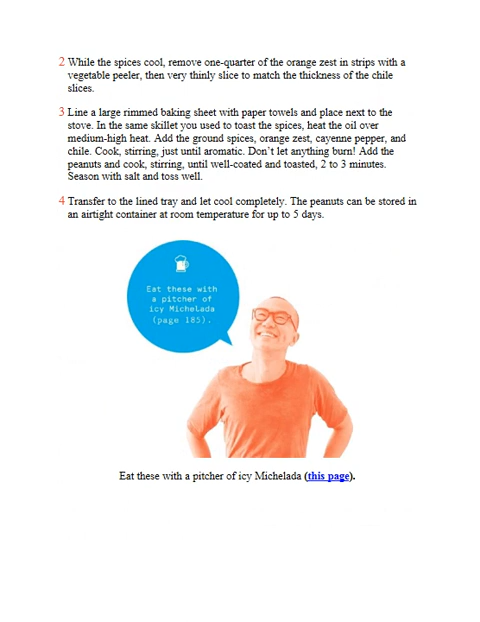 2 While the spices cool, remove one-quarter of the orange zest in strips with a
vegetable peeler, then very thinly slice to match the thickness of the chile
slices.
3 Line a large rimmed baking sheet with paper towels and place next to the
stove. In the same skillet you used to toast the spices, heat the oil over
medium-high heat. Add the ground spices, orange zest, cayenne pepper, and
chile. Cook, stirring, just until aromatic. Don’t let anything burn! Add the
peanuts and cook, stirring, until well-coated and toasted, 2 to 3 minutes.
Season with salt and toss well.
4 Transfer to the lined tray and let cool completely. The peanuts can be stored in
an airtight container at room temperature for up to 5 days.
Eat these with
a pitcher of
icy Michelada
(page 185).
Eat these with a pitcher of icy Michelada (this page).